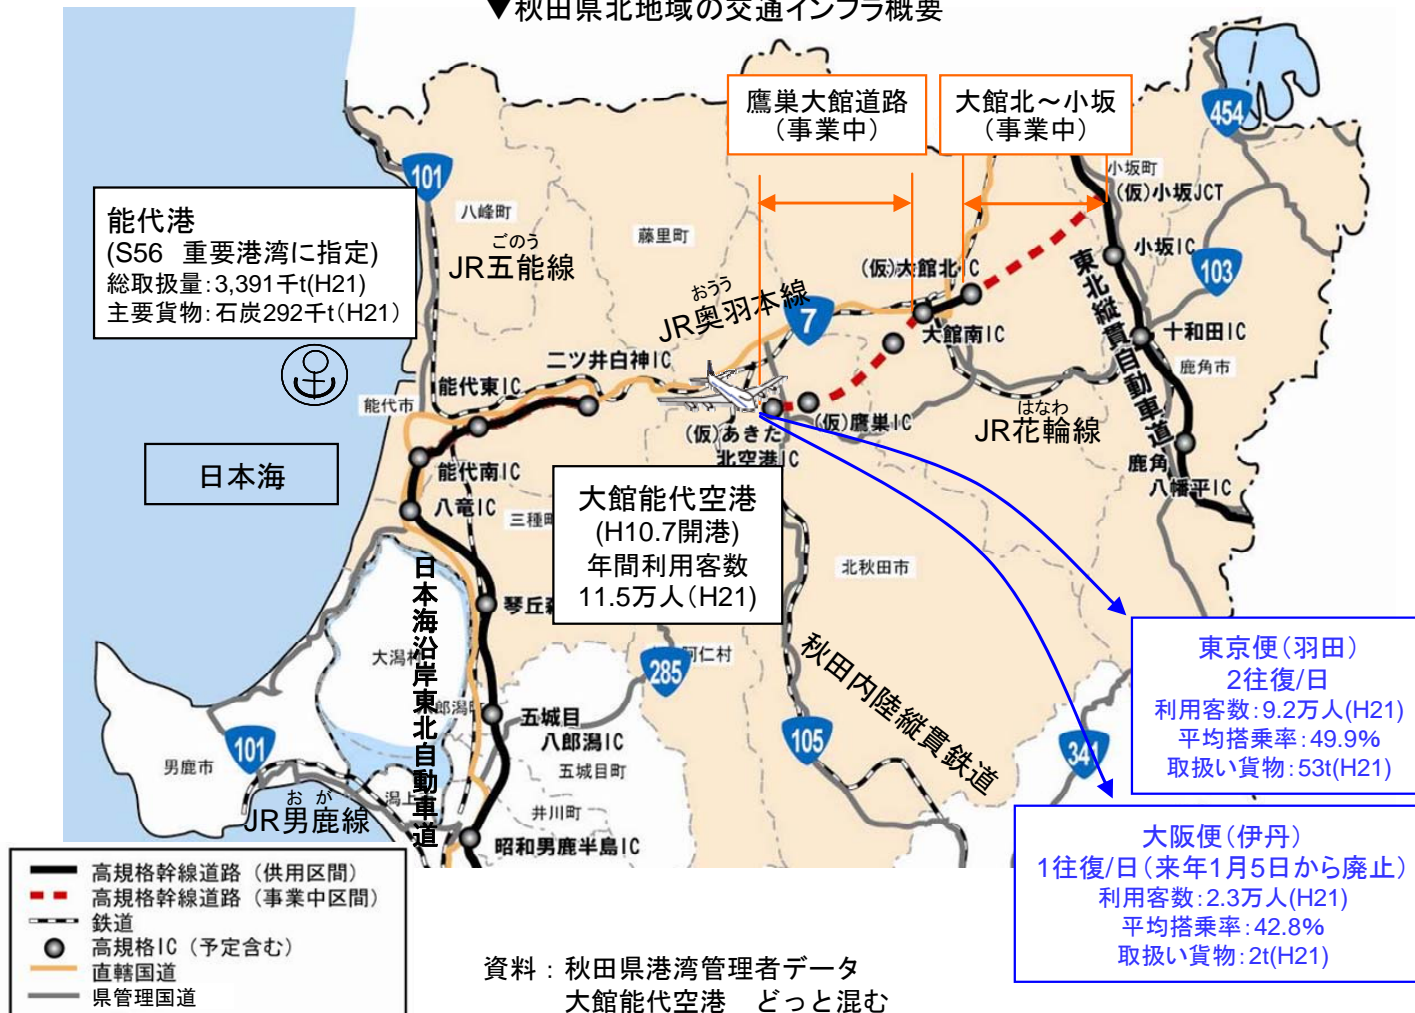 ▼秋田県北地域の交通インフラ概要
鷹巣大館道路
（事業中）
大館北～小坂
（事業中）
454
101
小坂町
(仮)小坂JCT
能代港
(S56 重要港湾に指定)
総取扱量：3,391千t(H21)
主要貨物：石炭292千t（H21）
八峰町
ごのう
JR五能線
藤里町
おうう
JR奥羽本線
7
(仮)大館北IC
小坂IC
103
東北縦貫自動車道
大館南IC
十和田IC
鹿角市
二ツ井白神IC
能代東IC
能代市
(仮)あきた
北空港IC
(仮)鷹巣IC
はなわ
JR花輪線
鹿角
八幡平IC
日本海
能代南IC
八竜IC
三種町
大館能代空港
(H10.7開港)
年間利用客数
11.5万人（H21）
北秋田市
日本海沿岸東北自動車道
琴丘森
大潟村
285
阿仁村
秋田内陸縦貫鉄道
東京便（羽田）
2往復/日
利用客数：9.2万人(H21)
平均搭乗率：49.9%
取扱い貨物：53t(H21)
郎潟町
五城目
八郎潟IC
101
105
341
男鹿市
五城目町
おが
JR男鹿線
潟上
井川町
昭和男鹿半島IC
大阪便（伊丹）
1往復/日（来年1月5日から廃止）
利用客数：2.3万人(H21)
平均搭乗率：42.8%
取扱い貨物：2t(H21)
高規格幹線道路（供用区間）
高規格幹線道路（事業中区間）
鉄道
高規格IC（予定含む）
直轄国道
県管理国道
資料：秋田県港湾管理者データ
大館能代空港 どっと混む